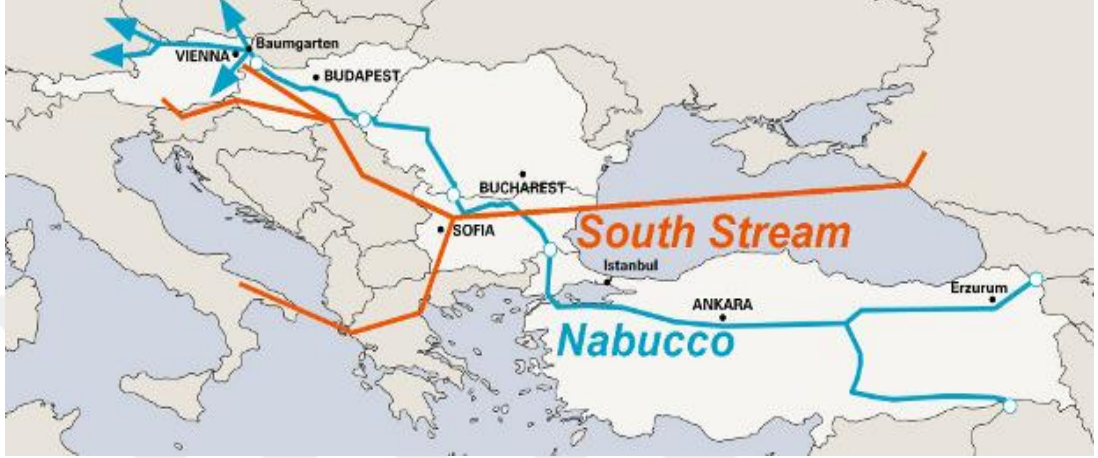 Baumgarten
VIENNA
BUDAPEST
BUCHAREST
SOFIA
South Stream
Istanbul
Erzurum
ANKARA
Nabucco